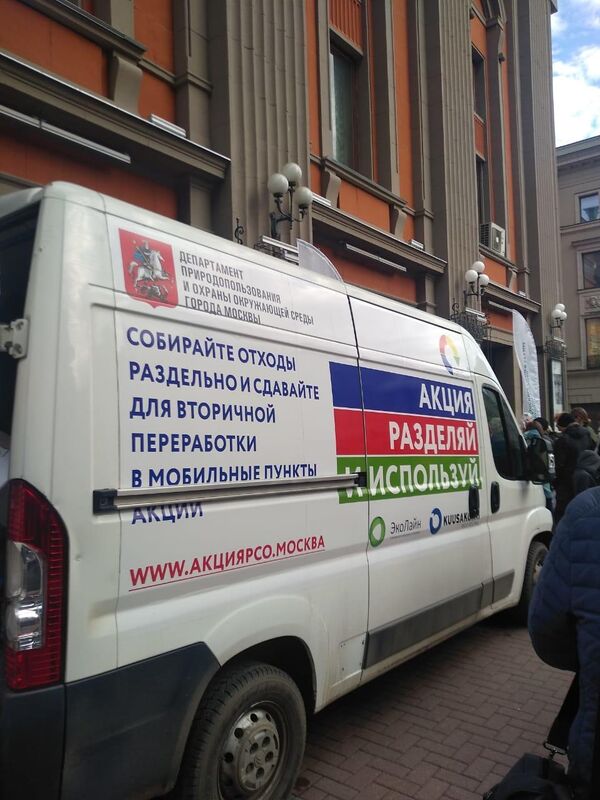 ДЕПАРТАМЕНТ
ПРИРОДОПОЛЬЗОВАНИЯ
И ОХРАНЫ ОКРУЖАЮЩЕЙ СРЕДЫ
ГОРОДА МОСКВЫ
СОБИРАЙТЕ ОТХОДЫ
РАЗДЕЛЬНО И СДАВАЙТЕ
ДЛЯ ВТОРИЧНОЙ
ПЕРЕРАБОТКИ
В МОБИЛЬНЫЕ ПУНКТЫ
АКЦИИ
WWW.АКЦИЯРСО.МОСКВА
АКЦИЯ
РАЗДЕЛЯЙ
И ИСПОЛЬЗУЙ
ЭкоЛайн